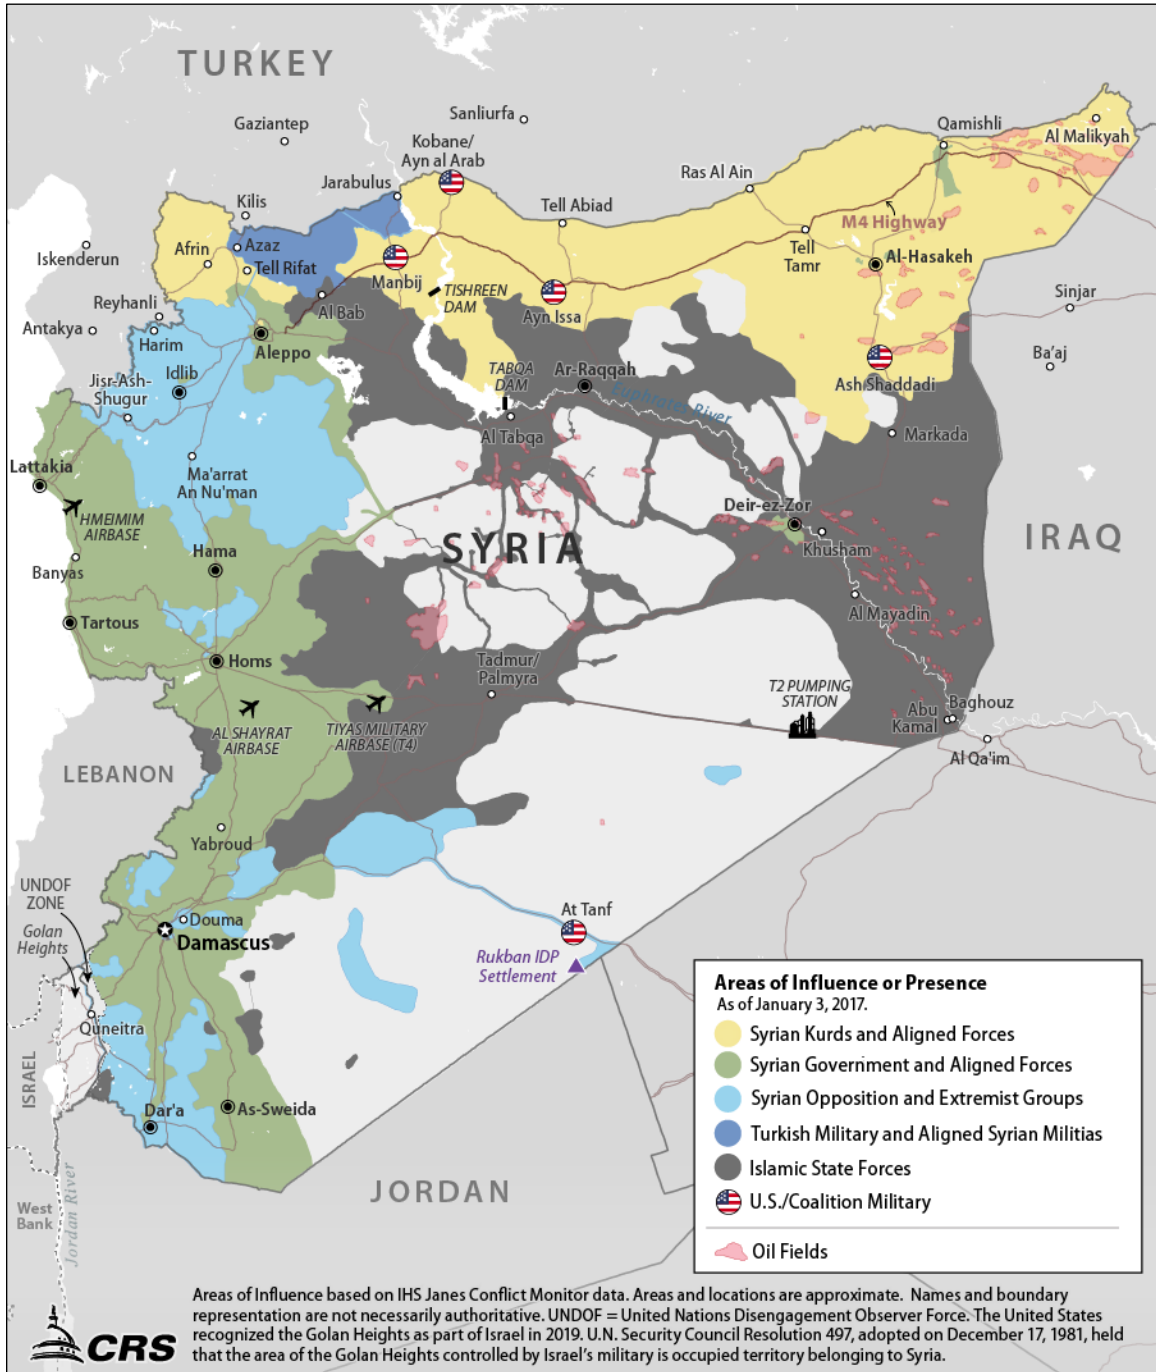 TURKEY
Gaziantep
Sanliurfa
Kobane/
Ayn al Arab
Qamishli
Al Malikyah
Jarabulus
Ras Al Ain
Kilis
Tell Abiad
M4 Highway
Afrin
Azaz
Tell
Tamr
Al-Hasakeh
Iskenderun
Tell Rifat
Manbij
TISHREEN
DAM
Ayn Issa
Sinjar
Reyhanli
Al Bab
Antakya
Harim
Aleppo
Ba'aj
Jisr-Ash-
Shugur
Idlib
TABQA
DAM
Ar-Raqqah
Euphrates River
Ash Shaddadi
Al Tabqa
Markada
Lattakia
Ma'arrat
An Nu'man
HMEIMIM
AIRBASE
Deir-ez-Zor
SYRIA
Khusham
IRAQ
Hama
Banyas
Al Mayadin
Tartous
Homs
Tadmur/
Palmyra
T2 PUMPING
STATION
AL SHAYRAT
AIRBASE
TIYAS MILITARY
AIRBASE (T4)
Abu
Kamal
Baghouz
Al Qa'im
LEBANON
Yabroud
UNDOF
ZONE
Golan
Heights
Douma
Damascus
At Tanf
Rukban IDP
Settlement
Quneitra
ISRAEL
Dar'a
As-Sweida
JORDAN
West
Bank
Jordan River
Areas of Influence or Presence
As of January 3, 2017.
Syrian Kurds and Aligned Forces
Syrian Government and Aligned Forces
Syrian Opposition and Extremist Groups
Turkish Military and Aligned Syrian Militias
Islamic State Forces
U.S./Coalition Military
Oil Fields
Areas of Influence based on IHS Janes Conflict Monitor data. Areas and locations are approximate. Names and boundary
representation are not necessarily authoritative. UNDOF = United Nations Disengagement Observer Force. The United States
recognized the Golan Heights as part of Israel in 2019. U.N. Security Council Resolution 497, adopted on December 17, 1981, held
that the area of the Golan Heights controlled by Israel's military is occupied territory belonging to Syria.
CRS